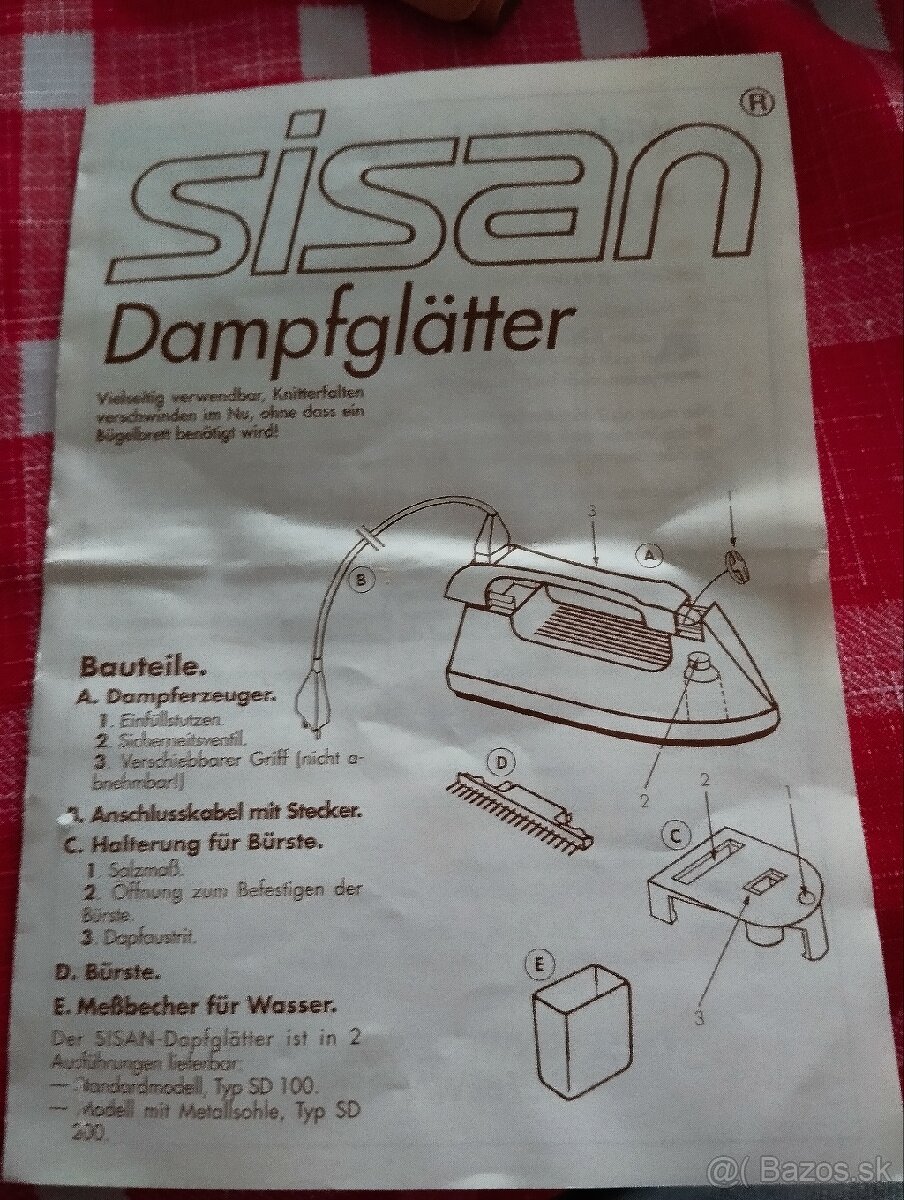 sisan®
Dampfglätter
Vielseitig verwendbar, Knitterfalten
verschwinden im Nu, ohne dass ein
Bügelbrett benötigt wird!
1
3
A
B
Bauteile.
A. Dampferzeuger.
1. Einfüllstutzen
2. Sicherheitsventil.
3. Verschiebbarer Griff (nicht a-
bnehmbar!)
Anschlusskabel mit Stecker.
C. Halterung für Bürste.
1. Salzmaß.
2. Öffnung zum Befestigen der
Bürste.
3. Dapfaustrit.
D. Bürste.
E. Meßbecher für Wasser.
Der SISAN-Dapfglätter ist in 2
Ausführungen lieferbar:
— Standardmodell, Typ SD 100.
— Modell mit Metallsohle, Typ SD
200.
D
2
2
1
C
E
3
@( Bazos.sk